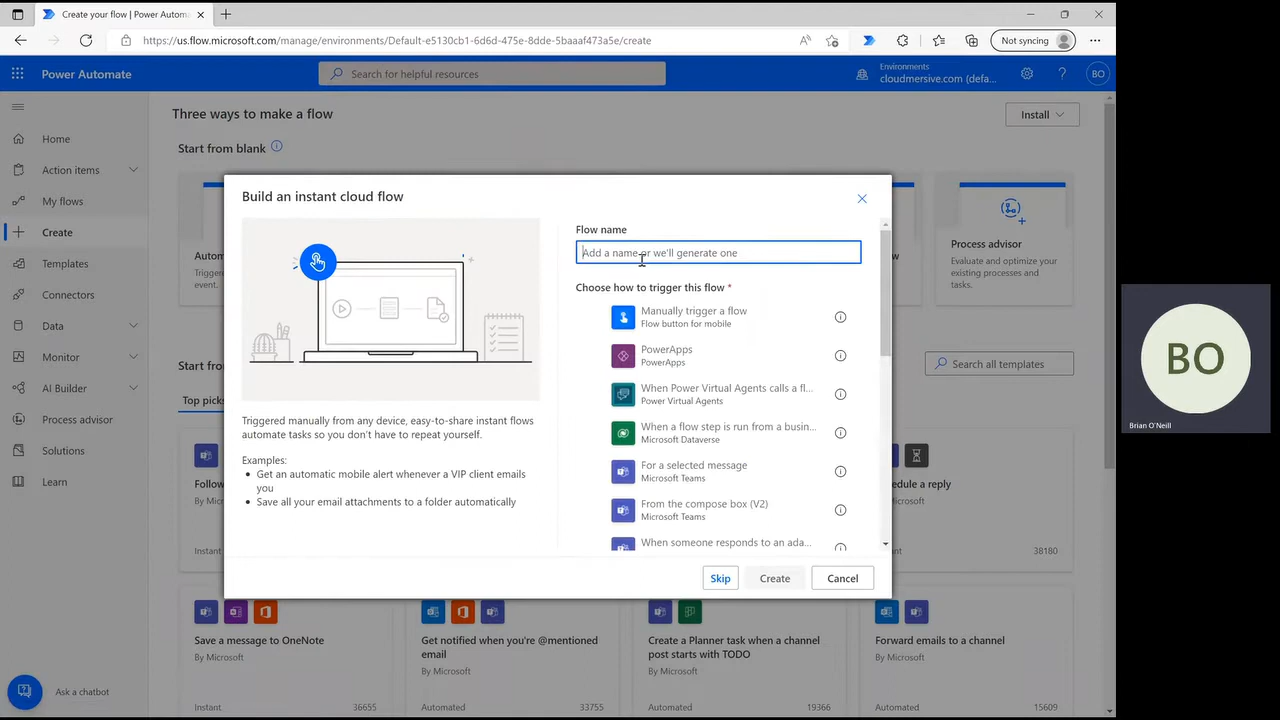 Create your flow | Power Autom
https://us.flow.microsoft.com/manage/environments/Default-e5130cb1-6d6d-475e-8dde-5baaaf473a5e/create
Not syncing
Power Automate
Search for helpful resources
Environments
cloudmersive.com (defa...
BO
Home
Action items
My flows
Create
Templates
Connectors
Data
Monitor
AI Builder
Process advisor
Solutions
Learn
Ask a chatbot
Three ways to make a flow
Install
Start from blank
Process advisor
Evaluate and optimize your
existing processes and
tasks.
Search all templates
Top picks
Build an instant cloud flow
Triggered manually from any device, easy-to-share instant flows
automate tasks so you don't have to repeat yourself.
Examples:
• Get an automatic mobile alert whenever a VIP client emails
you
• Save all your email attachments to a folder automatically
Flow name
Add a name or we'll generate one
Choose how to trigger this flow *
Manually trigger a flow
Flow button for mobile
PowerApps
PowerApps
When Power Virtual Agents calls a fl...
Power Virtual Agents
When a flow step is run from a busin...
Microsoft Dataverse
For a selected message
Microsoft Teams
From the compose box (V2)
Microsoft Teams
When someone responds to an ada...
Skip
Create
Cancel
By Microsoft
Instant
38180
Save a message to OneNote
By Microsoft
Instant
36655
Get notified when you're @mentioned
email
By Microsoft
Automated
19366
Create a Planner task when a channel
post starts with TODO
By Microsoft
Automated
15609
Forward emails to a channel
By Microsoft
BO
Brian O'Neill